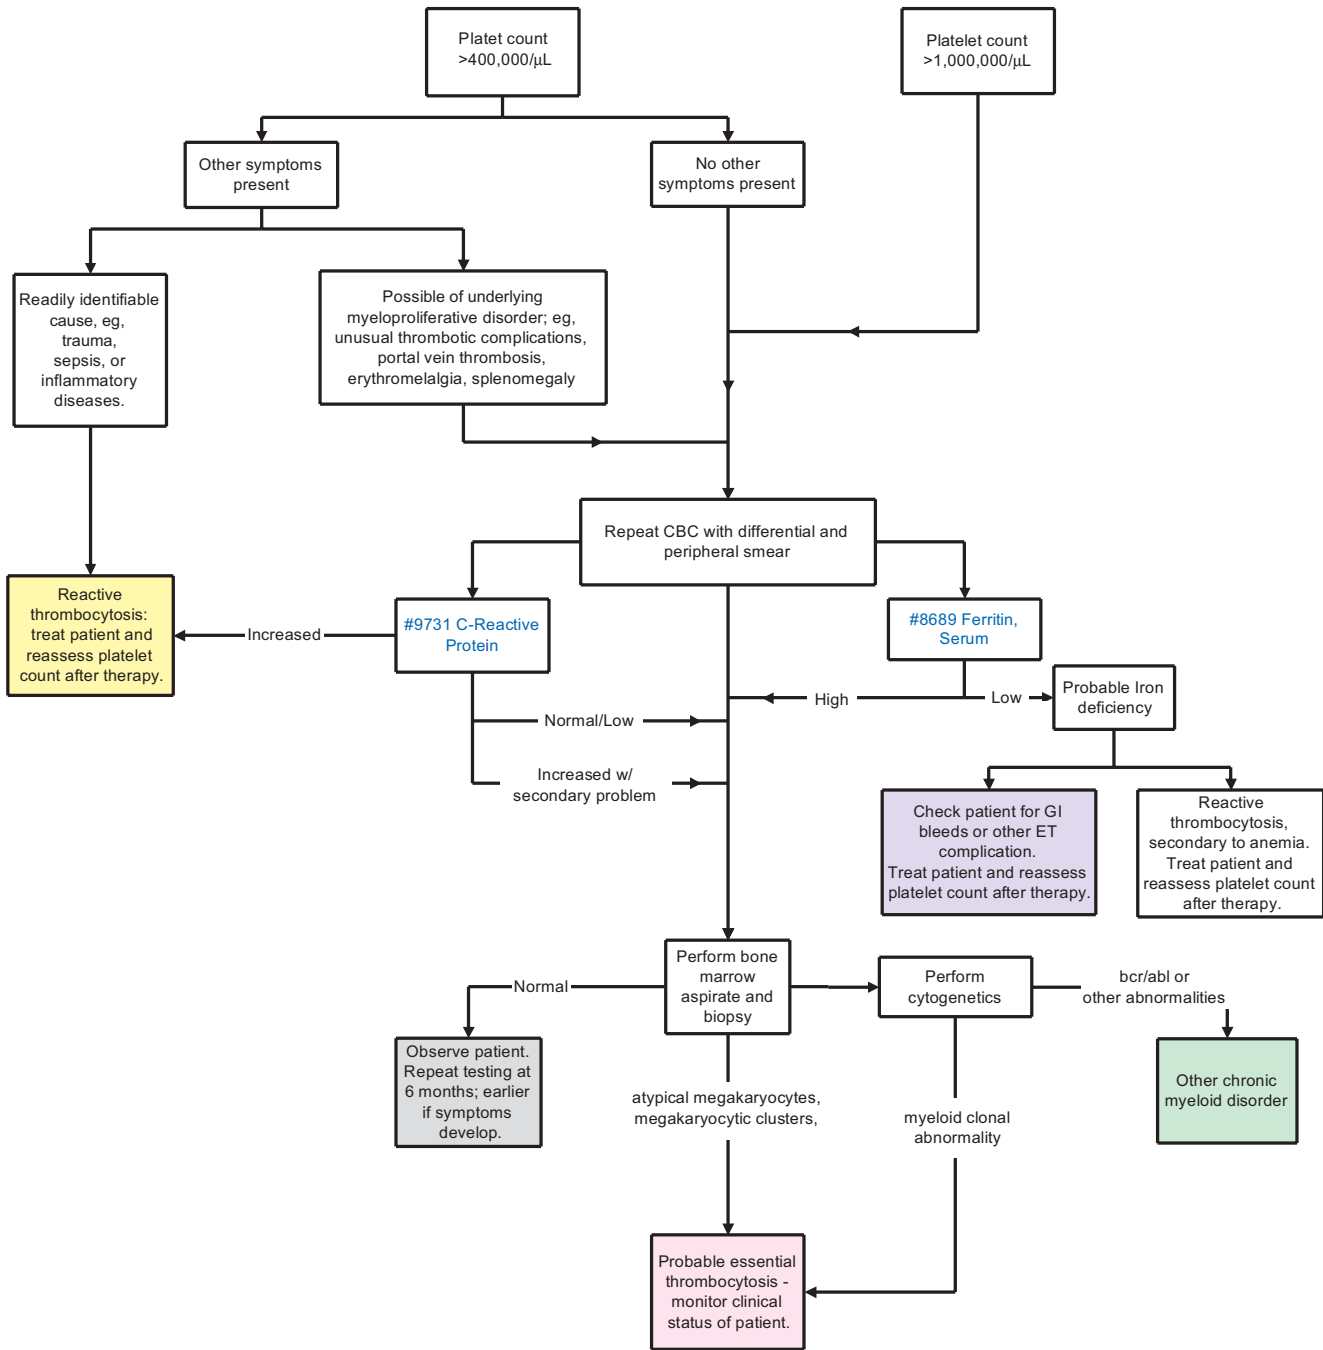 Platet count
>400,000/μL
Platelet count
>1,000,000/μL
Other symptoms
present
No other
symptoms present
Readily identifiable
cause, eg,
trauma,
sepsis, or
inflammatory
diseases.
Possible of underlying
myeloproliferative disorder; eg,
unusual thrombotic complications,
portal vein thrombosis,
erythromelalgia, splenomegaly
Repeat CBC with differential and
peripheral smear
Reactive
thrombocytosis:
treat patient and
reassess platelet
count after therapy.
Increased
#9731 C-Reactive
Protein
#8689 Ferritin,
Serum
High
Low
Probable Iron
deficiency
Normal/Low
Increased w/
secondary problem
Check patient for GI
bleeds or other ET
complication.
Treat patient and reassess
platelet count after therapy.
Reactive
thrombocytosis,
secondary to anemia.
Treat patient and
reassess platelet count
after therapy.
Perform bone
marrow
aspirate and
biopsy
Normal
Perform
cytogenetics
bcr/abl or
other abnormalities
Observe patient.
Repeat testing at
6 months; earlier
if symptoms
develop.
atypical megakaryocytes,
megakaryocytic clusters,
myeloid clonal
abnormality
Other chronic
myeloid disorder
Probable essential
thrombocytosis -
monitor clinical
status of patient.